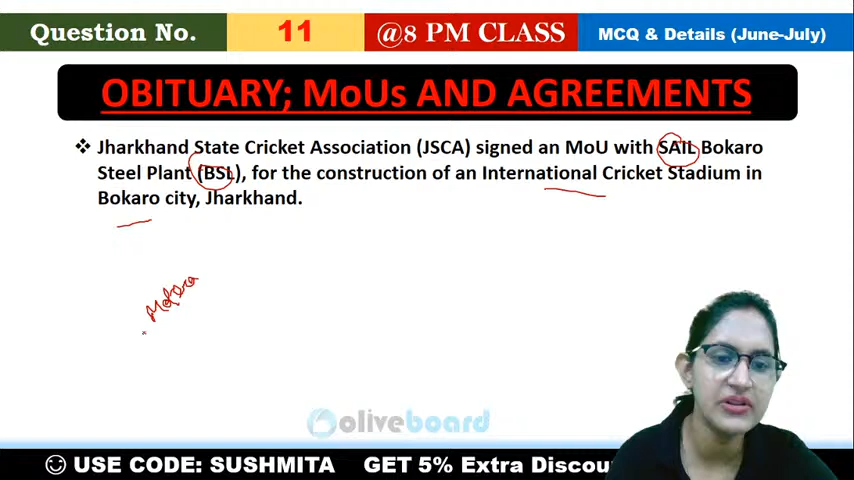 Question No.
11
@8 PM CLASS
MCQ & Details (June-July)
OBITUARY; MoUs AND AGREEMENTS
❖ Jharkhand State Cricket Association (JSCA) signed an MoU with SAIL Bokaro
Steel Plant (BSL), for the construction of an International Cricket Stadium in
Bokaro city, Jharkhand.
oliveboard
USE CODE: SUSHMITA GET 5% Extra Discou